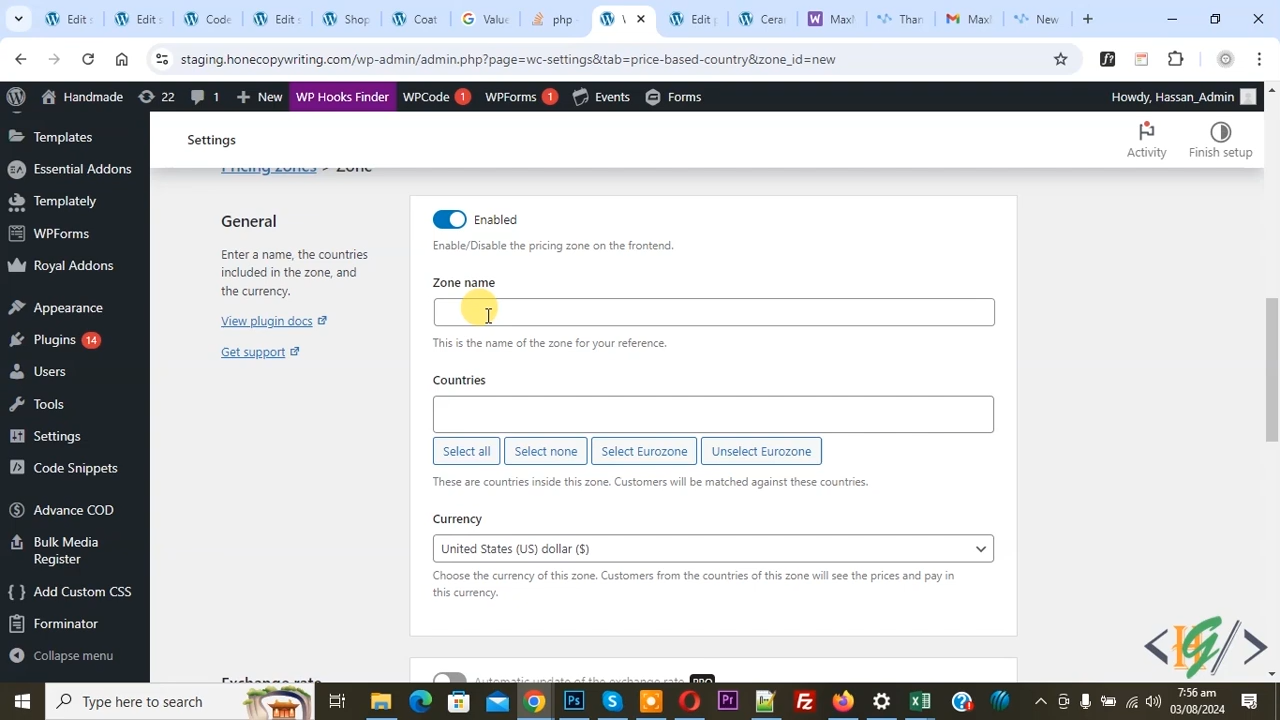 Edit s
Edit s
Code
Edit s
Shop
Coat
Value
php -
Edit p
Cera
Max!
Than
Max!
New
staging.honecopywriting.com/wp-admin/admin.php?page=wc-settings&tab=price-based-country&zone_id=new
Handmade
22
1
New
WP Hooks Finder
WPCode 1
WPForms 1
Events
Forms
Howdy, Hassan_Admin
Templates
Essential Addons
Templately
WPForms
Royal Addons
Appearance
Plugins 14
Users
Tools
Settings
Code Snippets
Advance COD
Bulk Media
Register
Add Custom CSS
Forminator
Collapse menu
Settings
Activity
Finish setup
Pricing zones > Zone
General
Enter a name, the countries
included in the zone, and
the currency.
View plugin docs
Get support
Enabled
Enable/Disable the pricing zone on the frontend.
Zone name
This is the name of the zone for your reference.
Countries
Select all
Select none
Select Eurozone
Unselect Eurozone
These are countries inside this zone. Customers will be matched against these countries.
Currency
United States (US) dollar ($)
Choose the currency of this zone. Customers from the countries of this zone will see the prices and pay in
this currency.
Exchange rate
Automatic update of the exchange rate PRO
Type here to search
7:56 am
03/08/2024